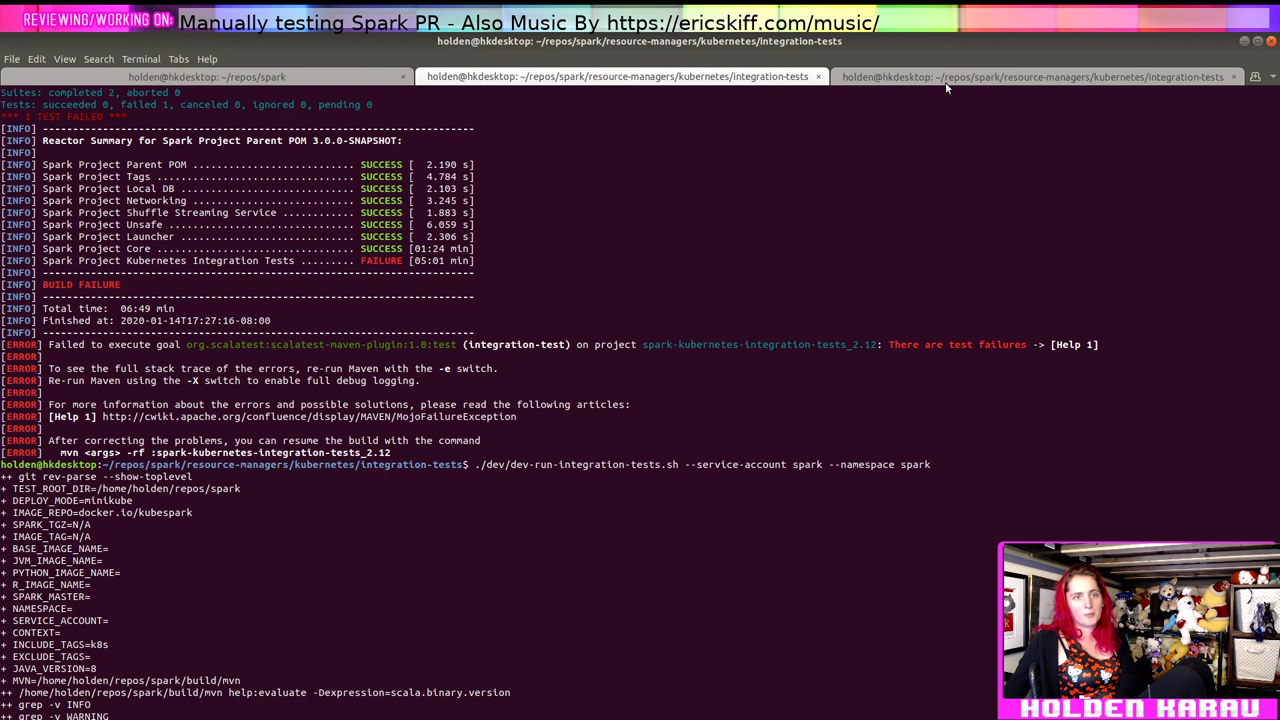 REVIEWING/WORKING ON:
Manually testing Spark PR - Also Music By https://ericskiff.com/music/
holden@hkdesktop: ~/repos/spark/resource-managers/kubernetes/integration-tests
File Edit View Search Terminal Tabs Help
holden@hkdesktop: ~/repos/spark × holden@hkdesktop: ~/repos/spark/resource-managers/kubernetes/integration-tests × holden@hkdesktop: ~/repos/spark/resource-managers/kubernetes/integration-tests ×
Suites: completed 2, aborted 0
Tests: succeeded 0, failed 1, canceled 0, ignored 0, pending 0
*** 1 TEST FAILED ***
[INFO] ------------------------------------------------------------------------
[INFO] Reactor Summary for Spark Project Parent POM 3.0.0-SNAPSHOT:
[INFO]
[INFO] Spark Project Parent POM ........................... SUCCESS [  2.190 s]
[INFO] Spark Project Tags ................................. SUCCESS [  4.784 s]
[INFO] Spark Project Local DB ............................. SUCCESS [  2.103 s]
[INFO] Spark Project Networking ........................... SUCCESS [  3.245 s]
[INFO] Spark Project Shuffle Streaming Service ............ SUCCESS [  1.883 s]
[INFO] Spark Project Unsafe ............................... SUCCESS [  6.059 s]
[INFO] Spark Project Launcher ............................. SUCCESS [  2.306 s]
[INFO] Spark Project Core ................................. SUCCESS [01:24 min]
[INFO] Spark Project Kubernetes Integration Tests ......... FAILURE [05:01 min]
[INFO] ------------------------------------------------------------------------
[INFO] BUILD FAILURE
[INFO] ------------------------------------------------------------------------
[INFO] Total time:  06:49 min
[INFO] Finished at: 2020-01-14T17:27:16-08:00
[INFO] ------------------------------------------------------------------------
[ERROR] Failed to execute goal org.scalatest:scalatest-maven-plugin:1.0:test (integration-test) on project spark-kubernetes-integration-tests_2.12: There are test failures -> [Help 1]
[ERROR]
[ERROR] To see the full stack trace of the errors, re-run Maven with the -e switch.
[ERROR] Re-run Maven using the -X switch to enable full debug logging.
[ERROR]
[ERROR] For more information about the errors and possible solutions, please read the following articles:
[ERROR] [Help 1] http://cwiki.apache.org/confluence/display/MAVEN/MojoFailureException
[ERROR]
[ERROR] After correcting the problems, you can resume the build with the command
[ERROR]   mvn <args> -rf :spark-kubernetes-integration-tests_2.12
holden@hkdesktop:~/repos/spark/resource-managers/kubernetes/integration-tests$ ./dev/dev-run-integration-tests.sh --service-account spark --namespace spark
++ git rev-parse --show-toplevel
+ TEST_ROOT_DIR=/home/holden/repos/spark
+ DEPLOY_MODE=minikube
+ IMAGE_REPO=docker.io/kubespark
+ SPARK_TGZ=N/A
+ IMAGE_TAG=N/A
+ BASE_IMAGE_NAME=
+ JVM_IMAGE_NAME=
+ PYTHON_IMAGE_NAME=
+ R_IMAGE_NAME=
+ SPARK_MASTER=
+ NAMESPACE=
+ SERVICE_ACCOUNT=
+ CONTEXT=
+ INCLUDE_TAGS=k8s
+ EXCLUDE_TAGS=
+ JAVA_VERSION=8
+ MVN=/home/holden/repos/spark/build/mvn
++ /home/holden/repos/spark/build/mvn help:evaluate -Dexpression=scala.binary.version
++ grep -v INFO
++ grep -v WARNING
HOLDEN KARAU